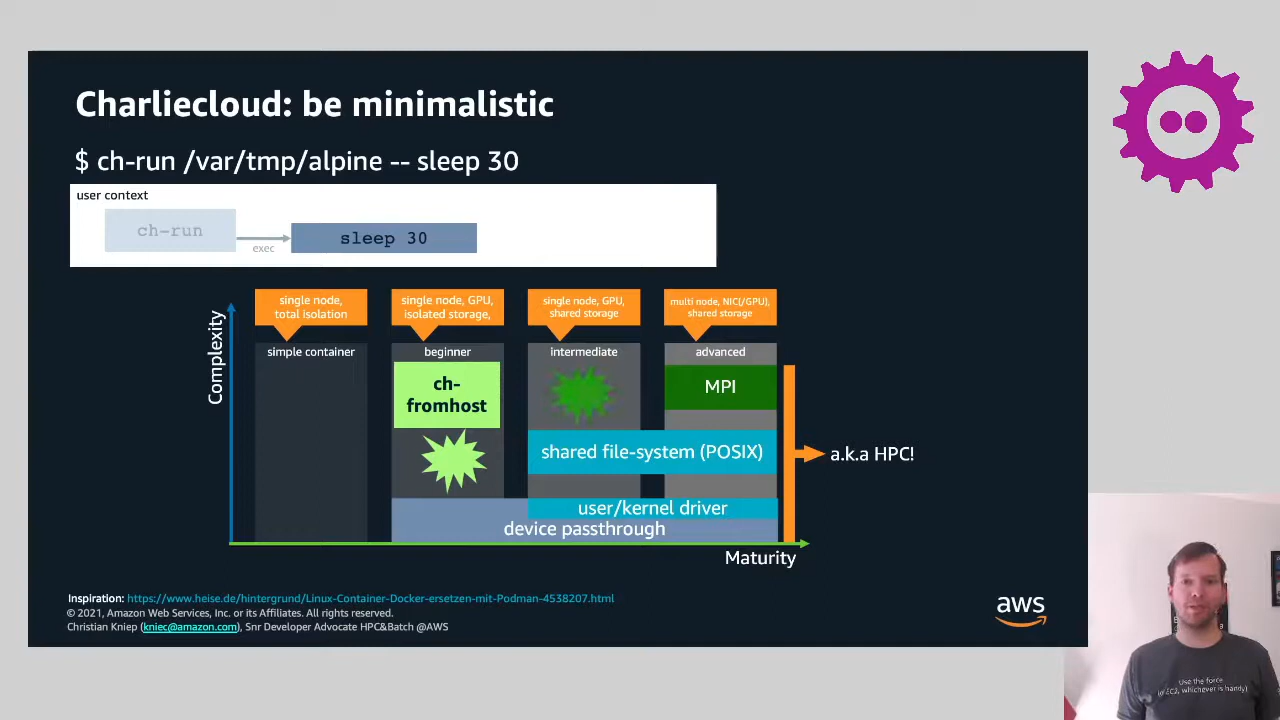 Charliecloud: be minimalistic
$ ch-run /var/tmp/alpine -- sleep 30
user context
ch-run
exec
sleep 30
Complexity
single node,
total isolation
single node, GPU,
isolated storage,
single node, GPU,
shared storage
multi node, NIC(/GPU),
shared storage
simple container
beginner
intermediate
advanced
ch-
fromhost
MPI
shared file-system (POSIX)
a.k.a HPC!
user/kernel driver
device passthrough
Maturity
Inspiration: https://www.heise.de/hintergrund/Linux-Container-Docker-ersetzen-mit-Podman-4538207.html
© 2021, Amazon Web Services, Inc. or its Affiliates. All rights reserved.
Christian Kniep (kniec@amazon.com), Snr Developer Advocate HPC&Batch @AWS
aws
Use the force
(or EC2, whichever is handy)